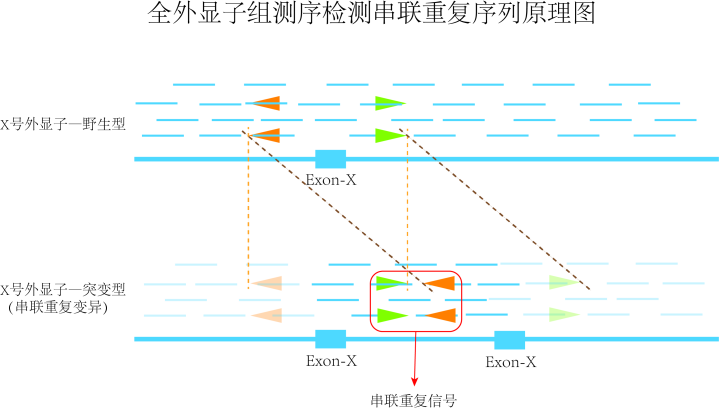 全外显子组测序检测串联重复序列原理图
X号外显子—野生型
Exon-X
X号外显子—突变型
(串联重复变异)
Exon-X
Exon-X
串联重复信号